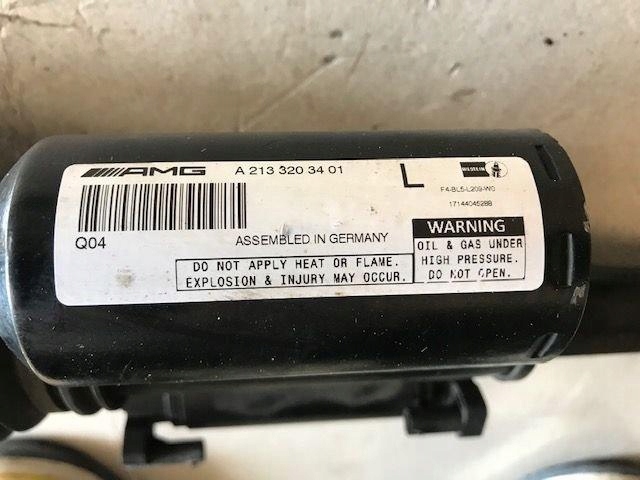 AMG A 213 320 34 01 L BILSTEIN
F4-BL5-L209-W0
17144045288
Q04
ASSEMBLED IN GERMANY
DO NOT APPLY HEAT OR FLAME.
EXPLOSION & INJURY MAY OCCUR.
WARNING
OIL & GAS UNDER
HIGH PRESSURE.
DO NOT OPEN.